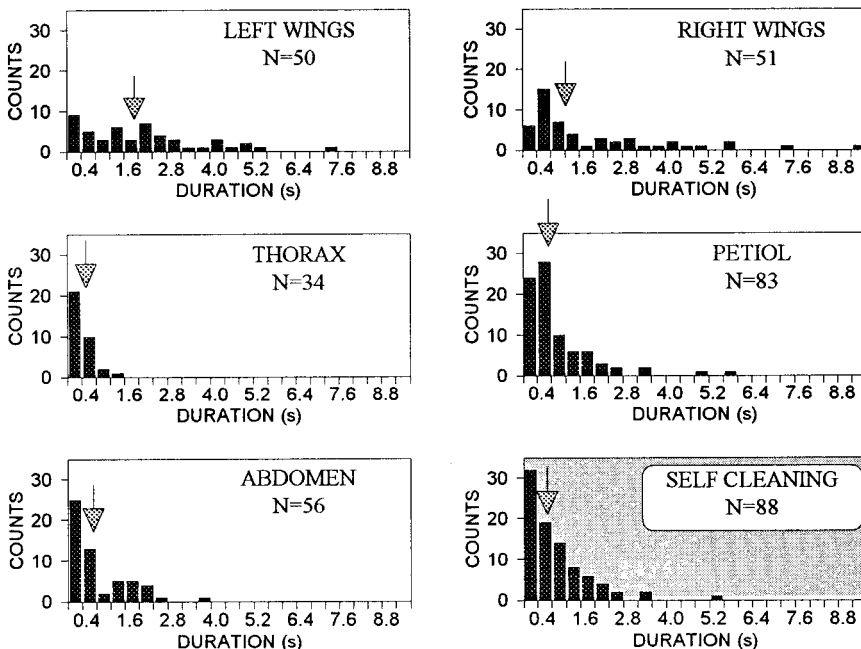 LEFT WINGS
N=50
COUNTS
30
20
10
0
0.4 1.6 2.8 4.0 5.2 6.4 7.6 8.8
DURATION (s)
RIGHT WINGS
N=51
COUNTS
30
20
10
0
0.4 1.6 2.8 4.0 5.2 6.4 7.6 8.8
DURATION (s)
THORAX
N=34
COUNTS
30
20
10
0
0.4 1.6 2.8 4.0 5.2 6.4 7.6 8.8
DURATION (s)
PETIOL
N=83
COUNTS
30
20
10
0
0.4 1.6 2.8 4.0 5.2 6.4 7.6 8.8
DURATION (s)
ABDOMEN
N=56
COUNTS
30
20
10
0
0.4 1.6 2.8 4.0 5.2 6.4 7.6 8.8
DURATION (s)
SELF CLEANING
N=88
COUNTS
30
20
10
0
0.4 1.6 2.8 4.0 5.2 6.4 7.6 8.8
DURATION (s)